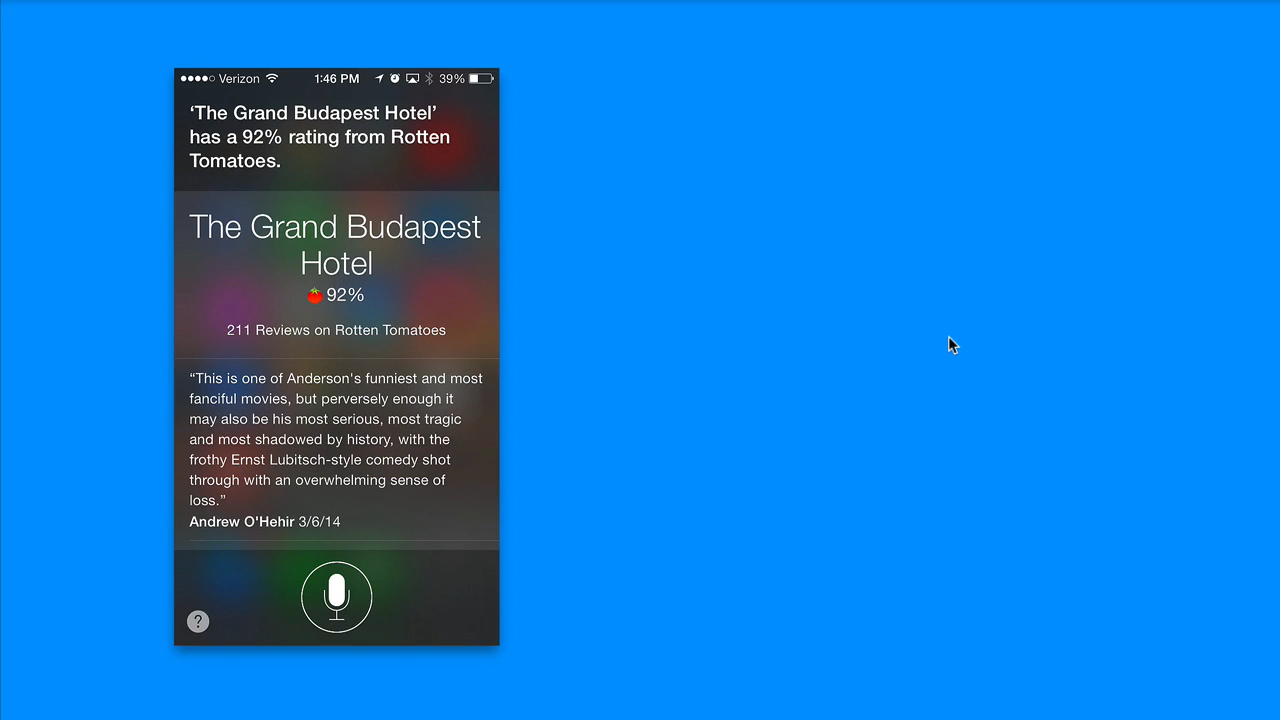 Verizon 1:46 PM 39%
‘The Grand Budapest Hotel’
has a 92% rating from Rotten
Tomatoes.
The Grand Budapest
Hotel
92%
211 Reviews on Rotten Tomatoes
“This is one of Anderson's funniest and most
fanciful movies, but perversely enough it
may also be his most serious, most tragic
and most shadowed by history, with the
frothy Ernst Lubitsch-style comedy shot
through with an overwhelming sense of
loss.”
Andrew O'Hehir 3/6/14
?